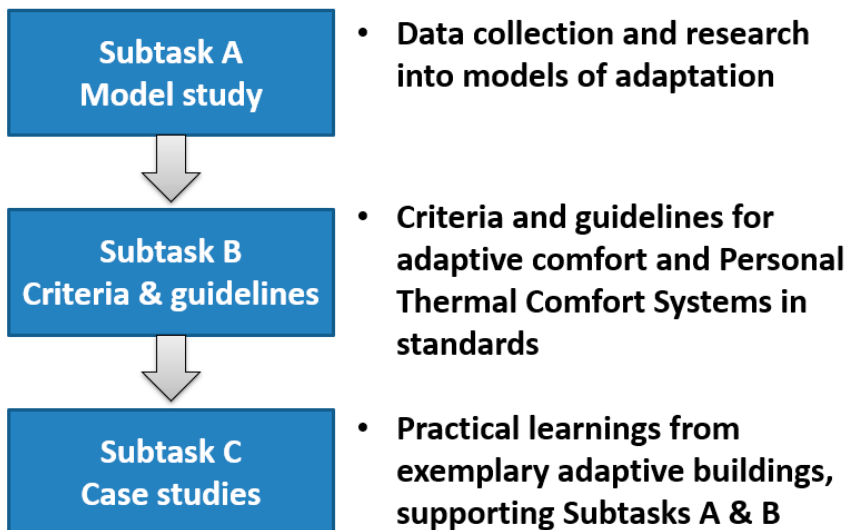 Subtask A
Model study
• Data collection and research
into models of adaptation
Subtask B
Criteria & guidelines
• Criteria and guidelines for
adaptive comfort and Personal
Thermal Comfort Systems in
standards
Subtask C
Case studies
• Practical learnings from
exemplary adaptive buildings,
supporting Subtasks A & B